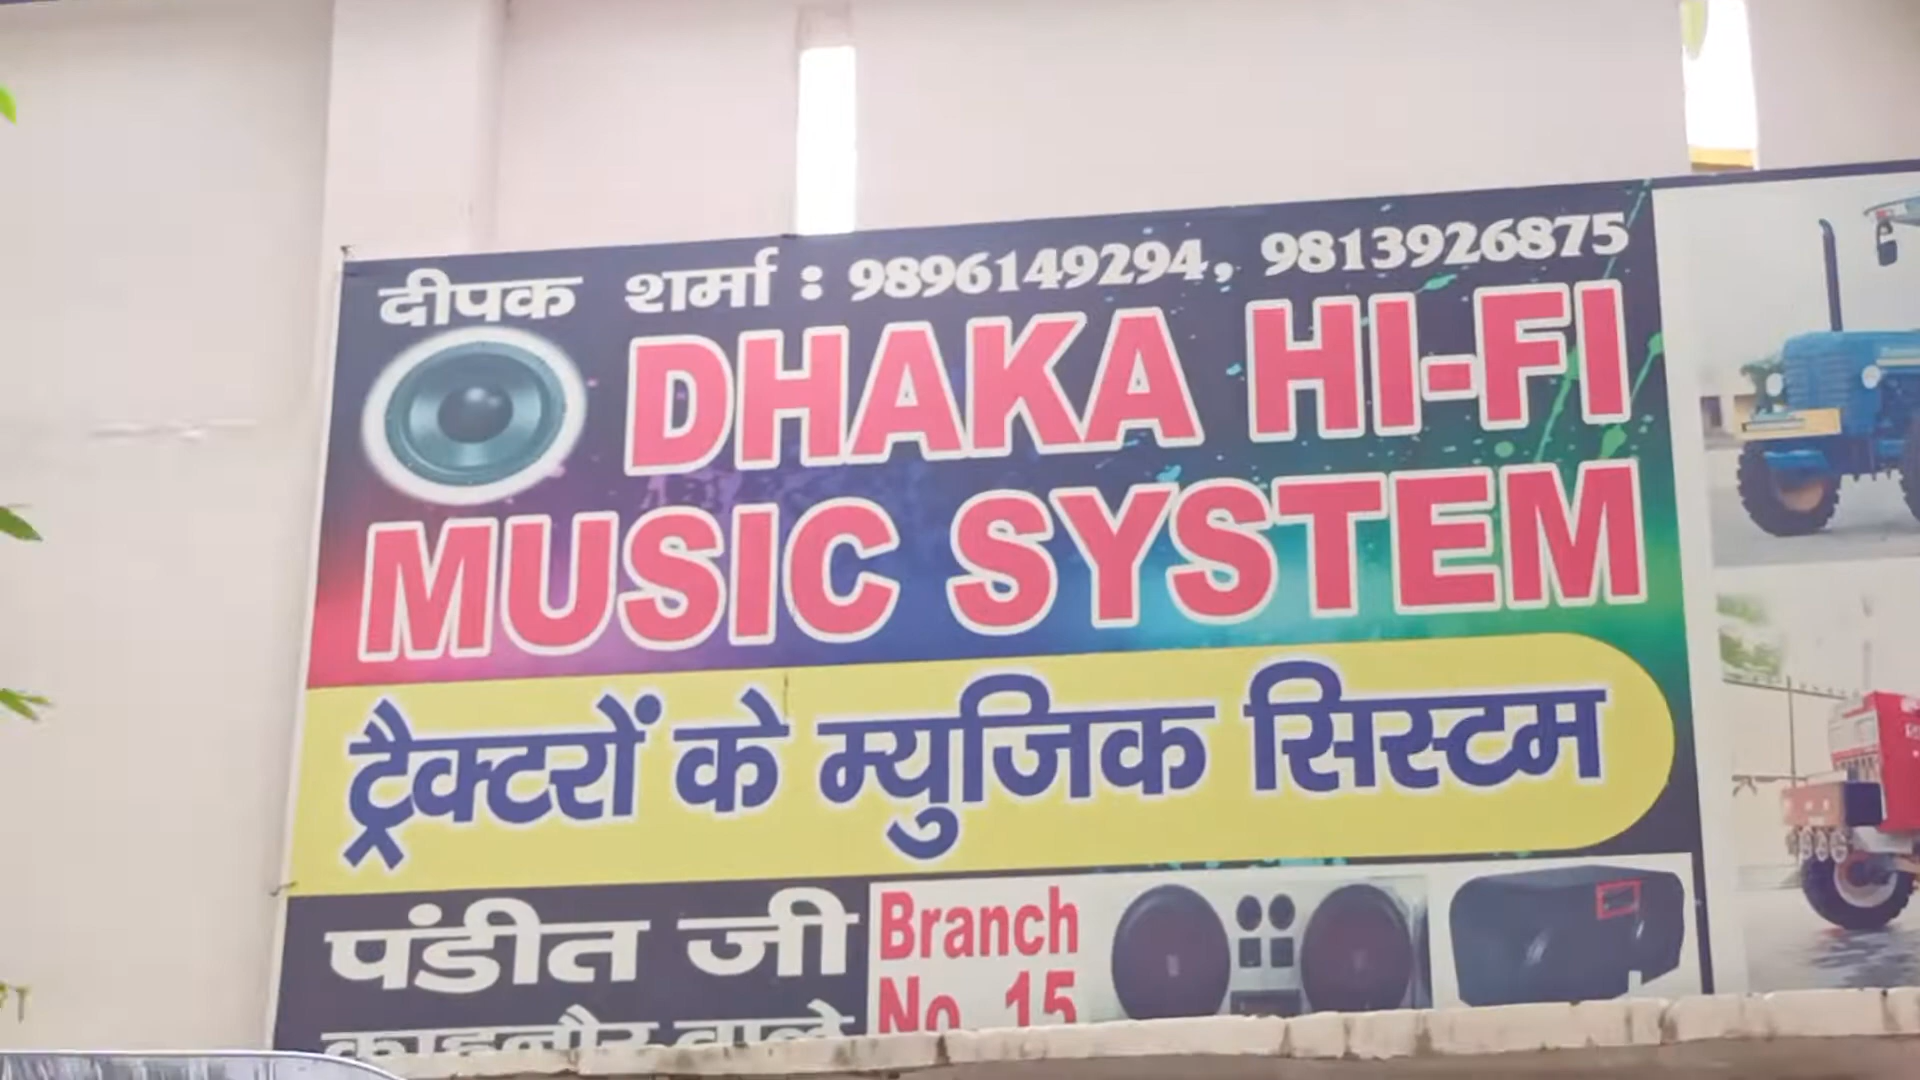 दीपक शर्मा : 9896149294, 9813926875
DHAKA HI-FI
MUSIC SYSTEM
ट्रैक्टरों के म्युजिक सिस्टम
पंडीत जी
वाले
Branch
No. 15